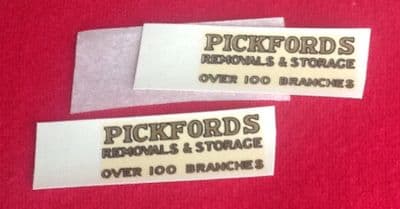 PICKFORDS
REMOVALS & STORAGE
OVER 100 BRANCHES
PICKFORDS
REMOVALS & STORAGE
OVER 100 BRANCHES